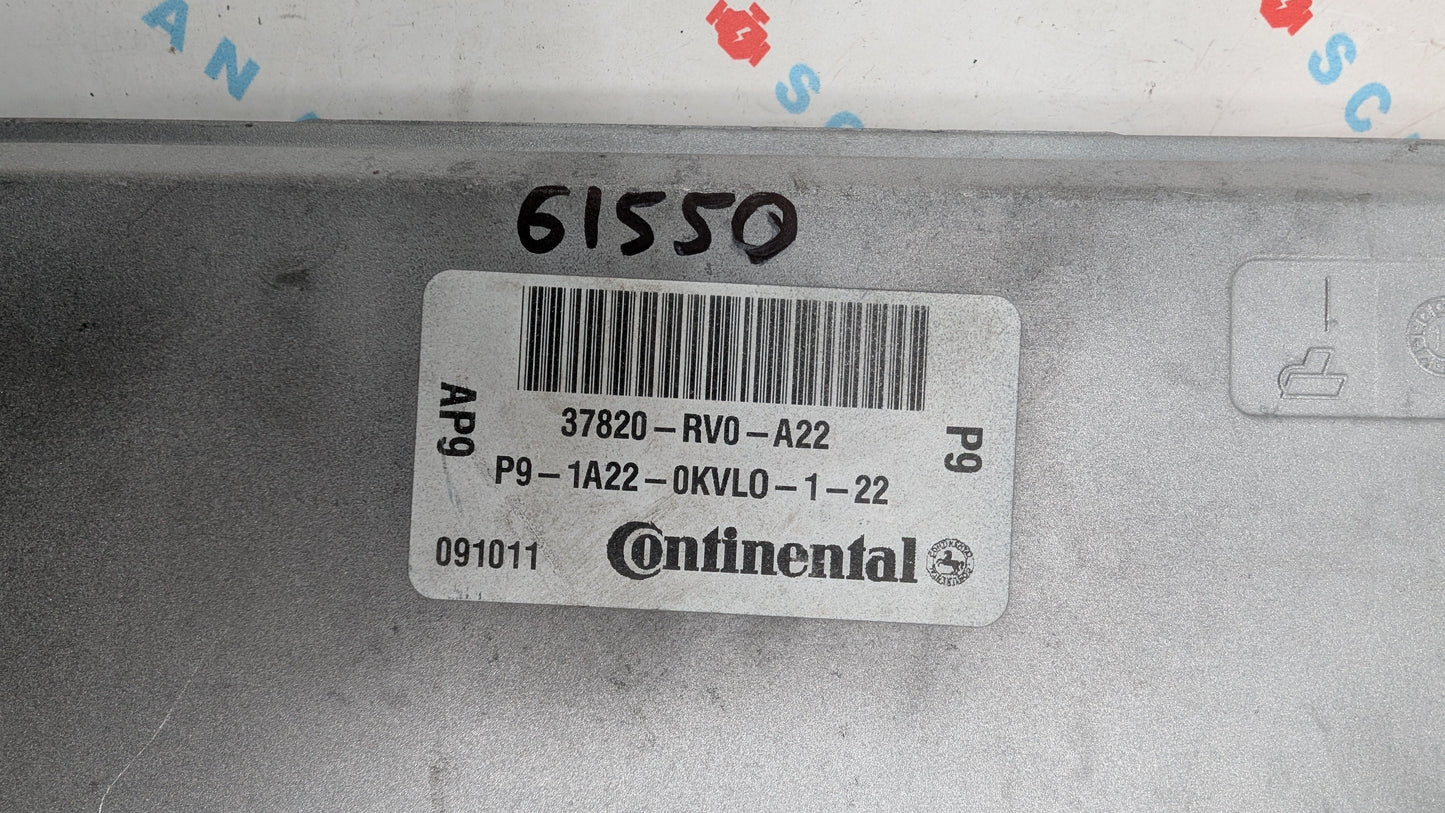 A
N
S
S
C
61550
37820-RV0-A22
AP9
P9
P9-1A22-0KVL0-1-22
091011
Continental